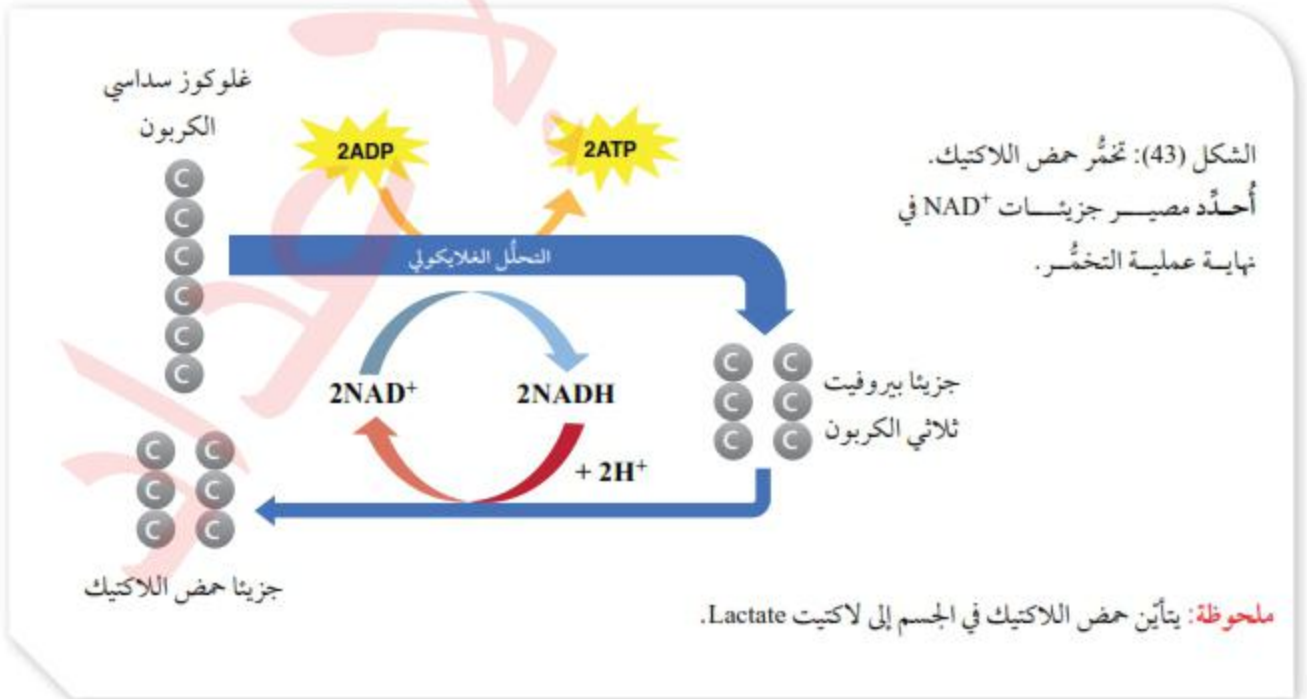 غلوكوز سداسي
الكربون
2ADP
2ATP
الشكل (43): تخمُّر حمض اللاكتيك.
أُحدِّد مصير جزيئات NAD⁺ في
نهاية عملية التخمُّر.
التحلُّل الغلايكولي
C
C
C
C
C
C
2NAD⁺
2NADH
+ 2H⁺
C C
C C
C C
جزيئا بيروفيت
ثلاثي الكربون
C C
C C
C C
جزيئا حمض اللاكتيك
ملحوظة: يتأيّن حمض اللاكتيك في الجسم إلى لاكتيت Lactate.